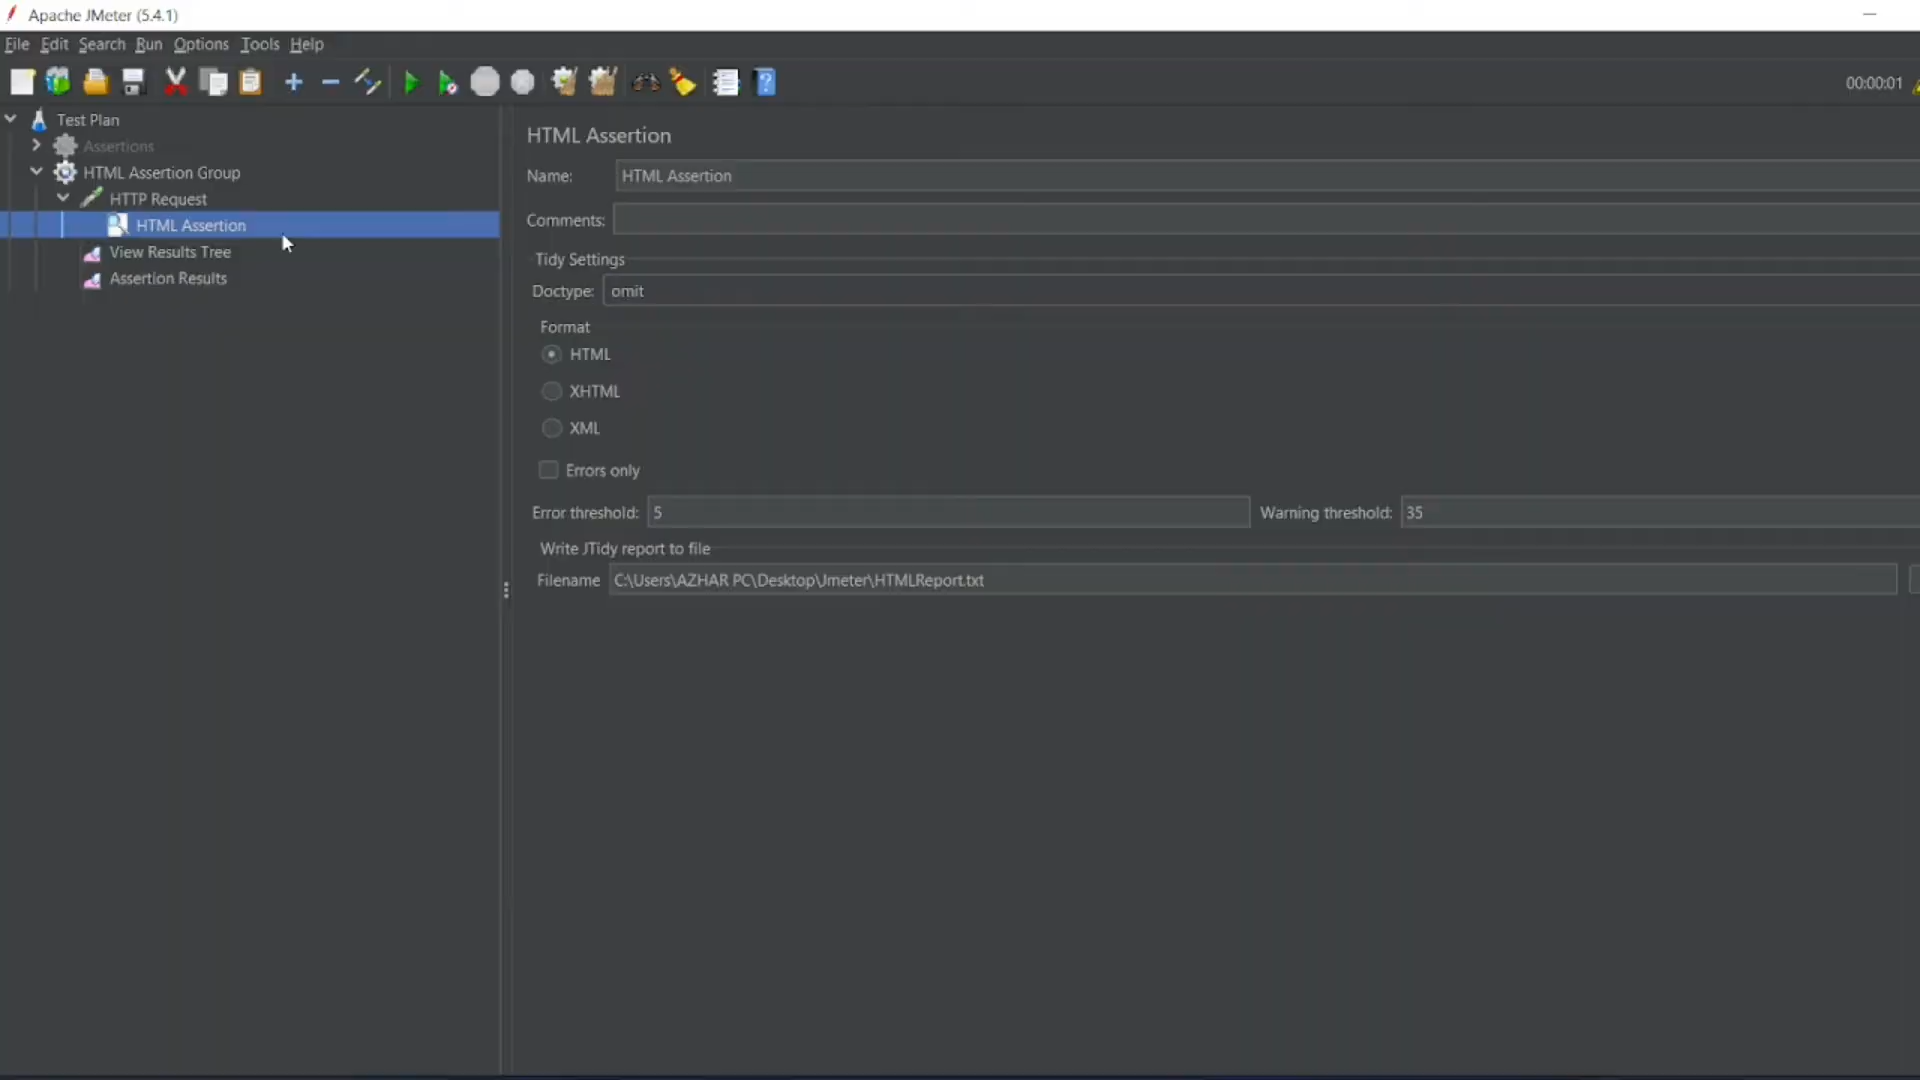 Apache JMeter (5.4.1)
File Edit Search Run Options Tools Help
00:00:01
Test Plan
Assertions
HTML Assertion Group
HTTP Request
HTML Assertion
View Results Tree
Assertion Results
HTML Assertion
Name: HTML Assertion
Comments:
Tidy Settings
Doctype: omit
Format
HTML
XHTML
XML
Errors only
Error threshold: 5 Warning threshold: 35
Write JTidy report to file
Filename C:\Users\AZHAR PC\Desktop\Jmeter\HTMLReport.txt